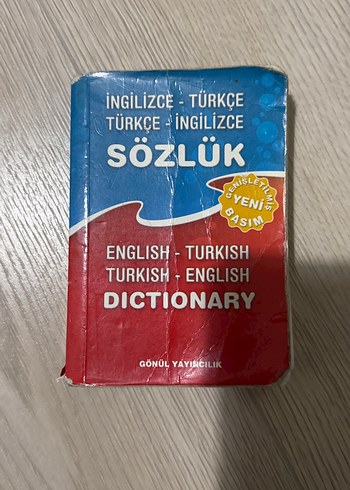 İNGİLİZCE - TÜRKÇE
TÜRKÇE - İNGİLİZCE
SÖZLÜK
GENİŞLETİLMİŞ
YENİ
BASIM
ENGLISH - TURKISH
TURKISH - ENGLISH
DICTIONARY
GÖNÜL YAYINCILIK